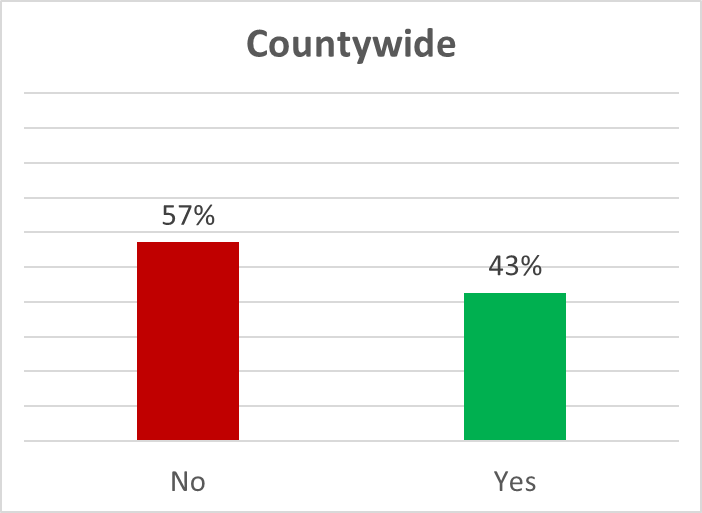 Countywide
57%
43%
No
Yes